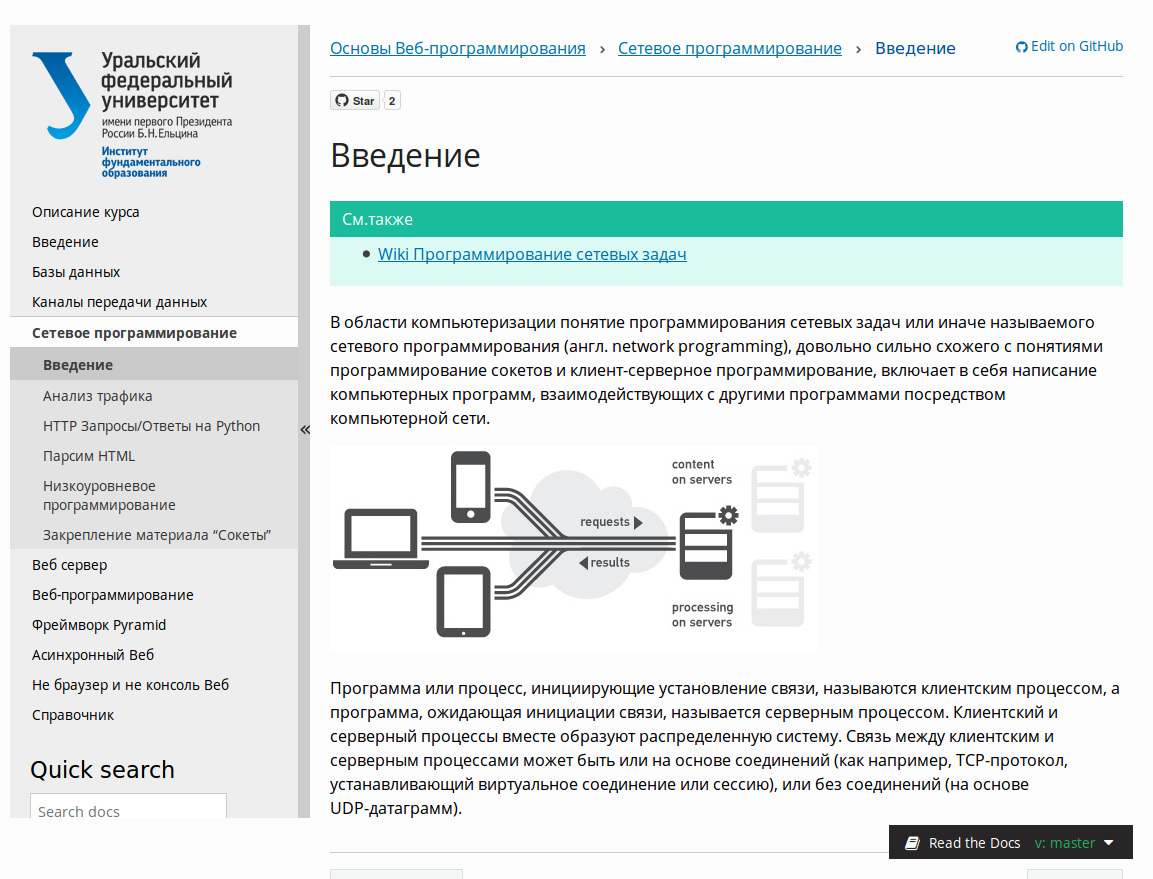 Уральский
федеральный
университет
имени первого Президента
России Б.Н.Ельцина
Институт
фундаментального
образования
Описание курса
Введение
Базы данных
Каналы передачи данных
Сетевое программирование
Введение
Анализ трафика
HTTP Запросы/Ответы на Python
Парсим HTML
Низкоуровневое
программирование
Закрепление материала “Сокеты”
Веб сервер
Веб-программирование
Фреймворк Pyramid
Асинхронный Веб
Не браузер и не консоль Веб
Справочник
Quick search
Search docs
«
Основы Веб-программирования › Сетевое программирование › Введение
Edit on GitHub
Star 2
Введение
См.также
• Wiki Программирование сетевых задач
В области компьютеризации понятие программирования сетевых задач или иначе называемого
сетевого программирования (англ. network programming), довольно сильно схожего с понятиями
программирование сокетов и клиент-серверное программирование, включает в себя написание
компьютерных программ, взаимодействующих с другими программами посредством
компьютерной сети.
content
on servers
requests
results
processing
on servers
Программа или процесс, инициирующие установление связи, называются клиентским процессом, а
программа, ожидающая инициации связи, называется серверным процессом. Клиентский и
серверный процессы вместе образуют распределенную систему. Связь между клиентским и
серверным процессами может быть или на основе соединений (как например, TCP-протокол,
устанавливающий виртуальное соединение или сессию), или без соединений (на основе
UDP-датаграмм).
Read the Docs v: master